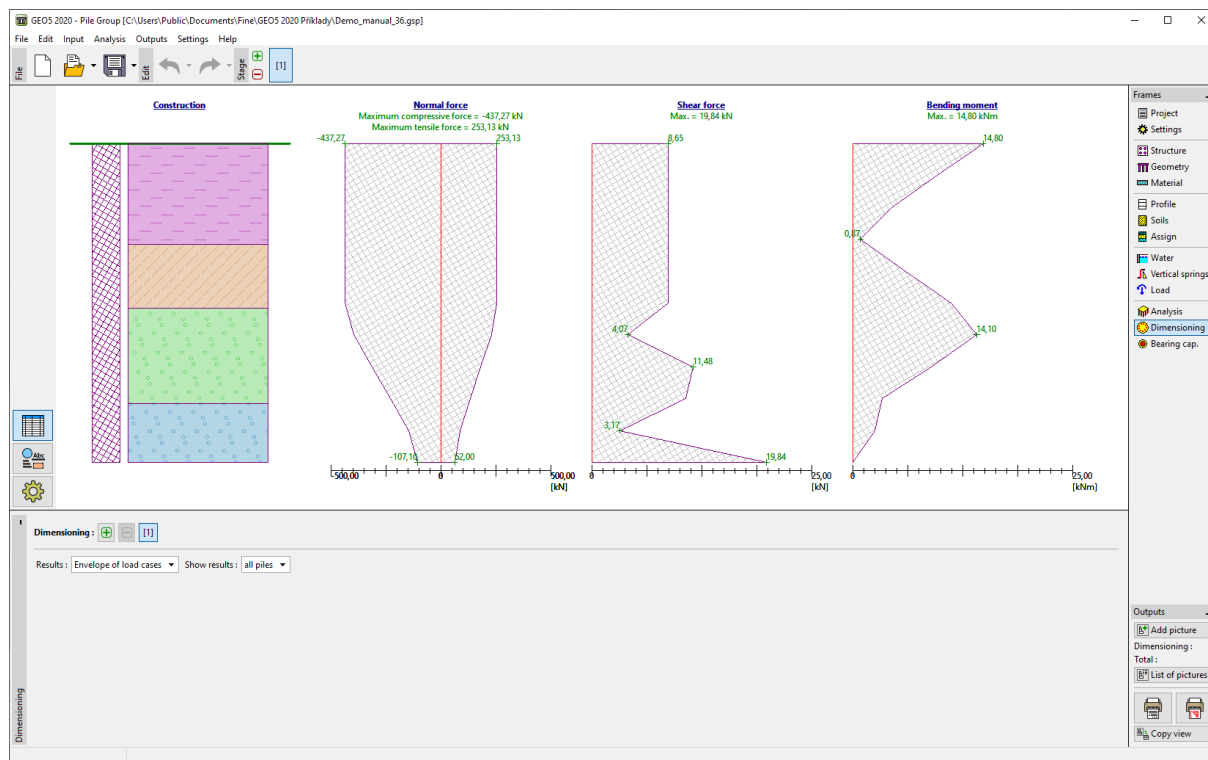 GEO5 2020 - Pile Group [C:\Users\Public\Documents\Fine\GEO5 2020 Příklady\Demo_manual_36.gsp]
File Edit Input Analysis Outputs Settings Help
File
Edit
Stage
[1]
Construction
Normal force
Maximum compressive force = -437,27 kN
Maximum tensile force = 253,13 kN
-437,27
253,13
-107,10
62,00
-500,00
0
500,00
[kN]
Shear force
Max. = 19,84 kN
8,65
4,07
11,48
3,17
19,84
0
25,00
[kN]
Bending moment
Max. = 14,80 kNm
14,80
0,87
14,10
0
25,00
[kNm]
Frames
Project
Settings
Structure
Geometry
Material
Profile
Soils
Assign
Water
Vertical springs
Load
Analysis
Dimensioning
Bearing cap.
Abc
Dimensioning : [1]
Results : Envelope of load cases Show results : all piles
Dimensioning
Outputs
Add picture
Dimensioning :
Total :
List of pictures
Copy view